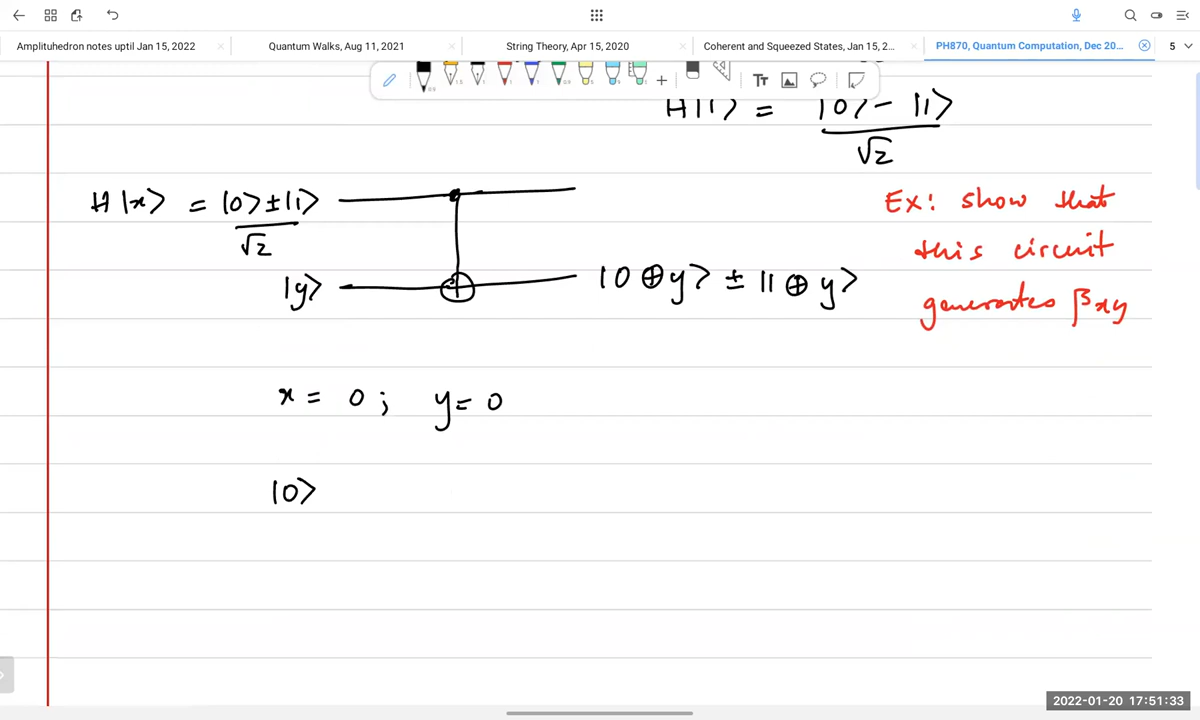 Amplituhedron notes uptil Jan 15, 2022 Quantum Walks, Aug 11, 2021 String Theory, Apr 15, 2020 Coherent and Squeezed States, Jan 15, 2... PH870, Quantum Computation, Dec 20... 5
Tт
H|1⟩ = |0⟩ - |1⟩
√2
H|x⟩ = |0⟩ ± |1⟩
√2
|y⟩
|0 ⊕ y⟩ ± |1 ⊕ y⟩
Ex: show that
this circuit
generates βxy
x = 0; y = 0
|0⟩
2022-01-20 17:51:33